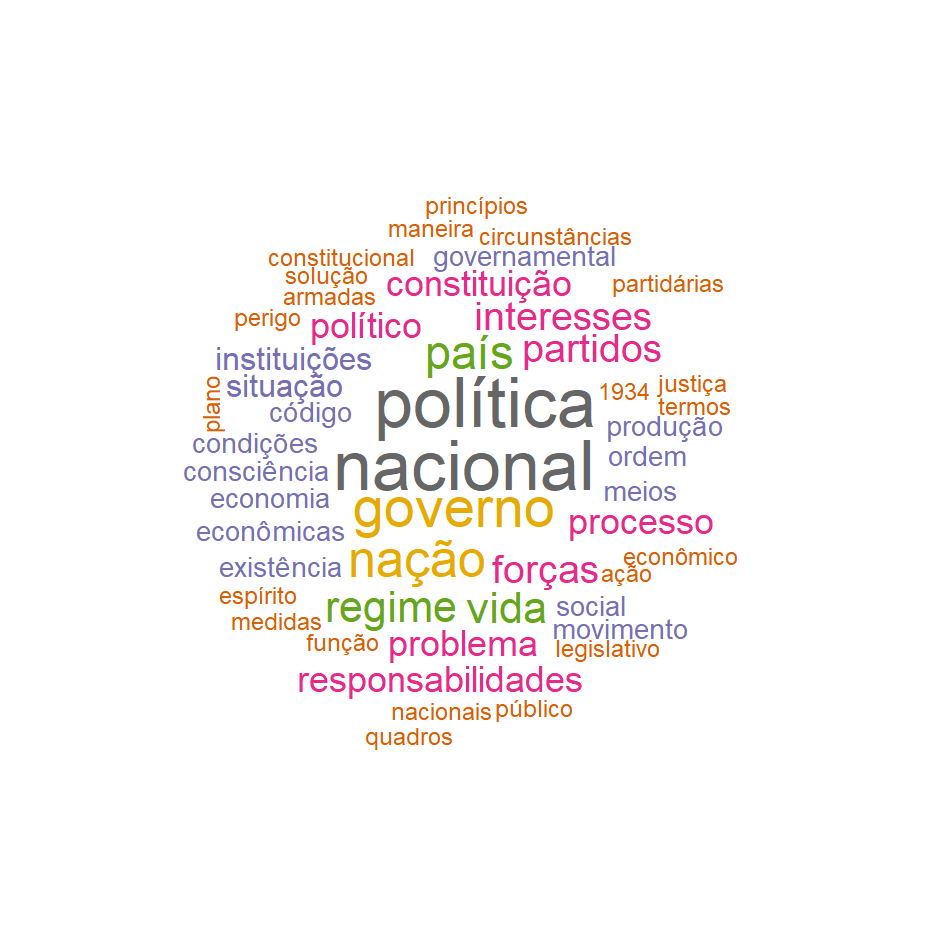 princípios
maneira
circunstâncias
constitucional
governamental
solução
constituição
partidárias
armadas
perigo
político
interesses
instituições
país
partidos
situação
plano
código
política
1934
justiça
termos
produção
condições
ordem
consciência
nacional
meios
economia
governo
processo
econômicas
nação
econômico
existência
forças
ação
espírito
regime
vida
social
medidas
movimento
função
problema
legislativo
responsabilidades
nacionais
público
quadros